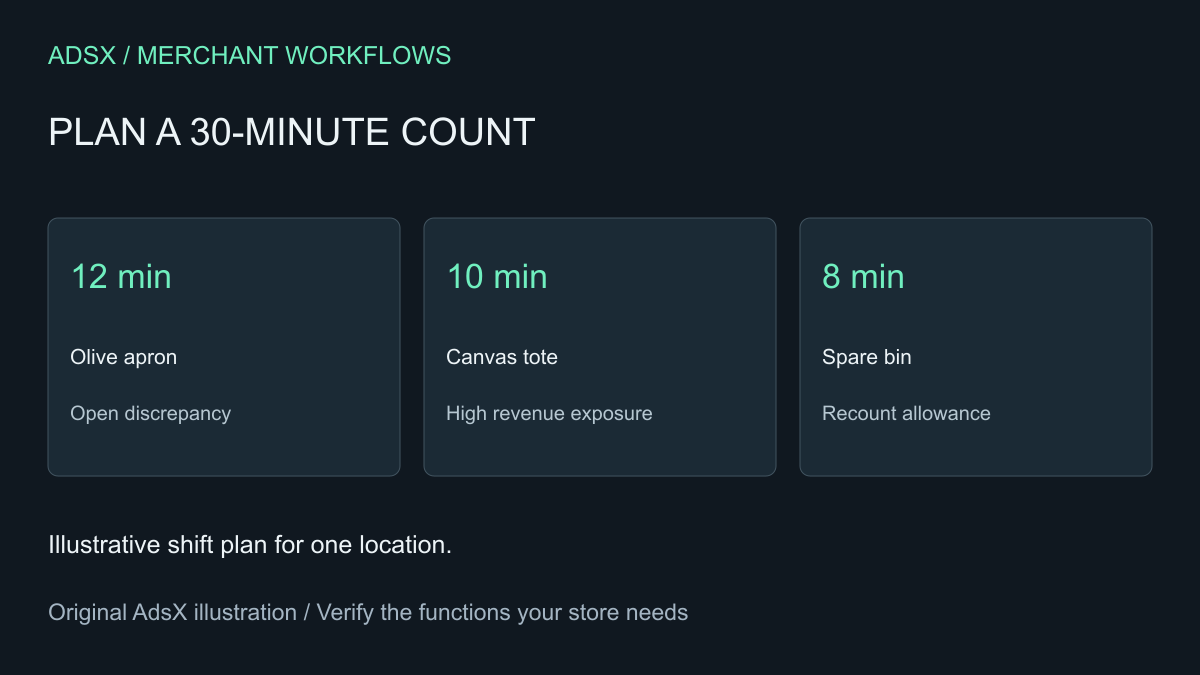 ADSX / MERCHANT WORKFLOWS
PLAN A 30-MINUTE COUNT
12 min
Olive apron
Open discrepancy
10 min
Canvas tote
High revenue exposure
8 min
Spare bin
Recount allowance
Illustrative shift plan for one location.
Original AdsX illustration / Verify the functions your store needs